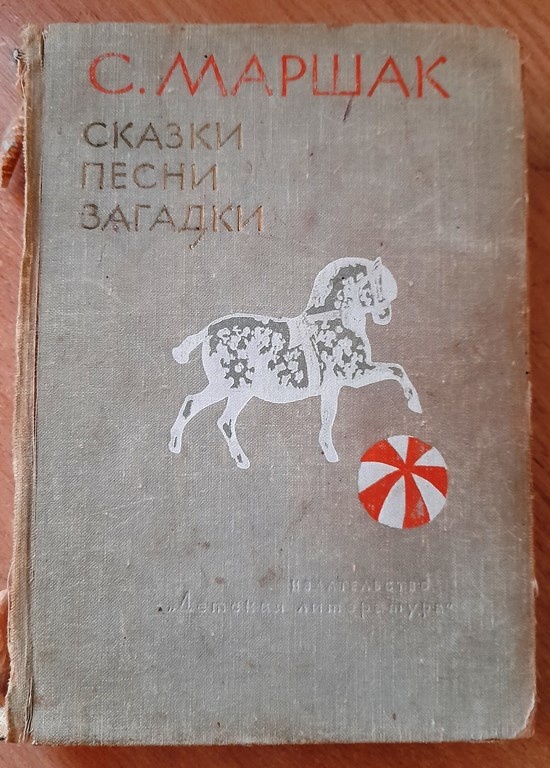 С. МАРШАК
СКАЗКИ
ПЕСНИ
ЗАГАДКИ
ИЗДАТЕЛЬСТВО
„Детская литература“